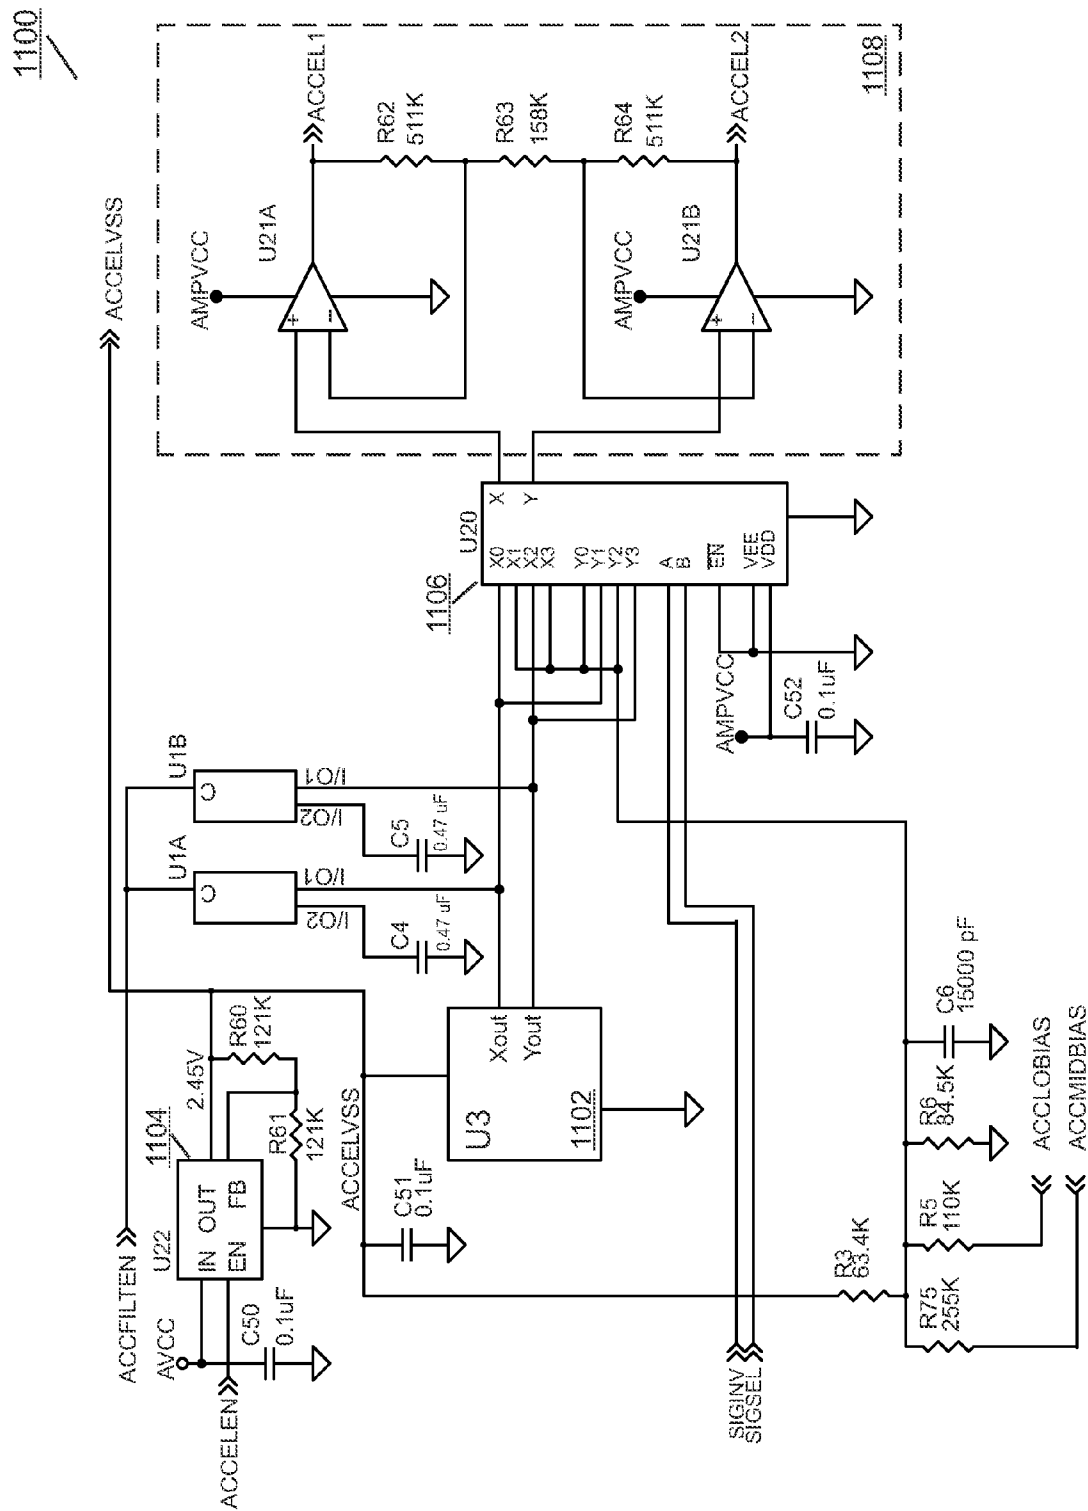 1100
ACCELVSS
ACCFILTEN
AVCC
ACCELEN
U22
1104
IN OUT
EN FB
C50
0.1uF
2.45V
R60
121K
R61
121K
U1A
C
I/O1
I/O2
C4
0.47 uF
U1B
C
I/O1
I/O2
C5
0.47 uF
ACCELVSS
C51
0.1uF
U3
1102
Xout
Yout
1106
U20
X0
X1
X2
X3
Y0
Y1
Y2
Y3
A
B
EN
VEE
VDD
X
Y
AMPVCC
C52
0.1uF
SIGINV
SIGSEL
R3
63.4K
R75
255K
R5
110K
R6
84.5K
C6
15000 pF
ACCLOBIAS
ACCMIDBIAS
AMPVCC
U21A
+
–
ACCEL1
R62
511K
R63
158K
R64
511K
AMPVCC
U21B
+
–
ACCEL2
1108